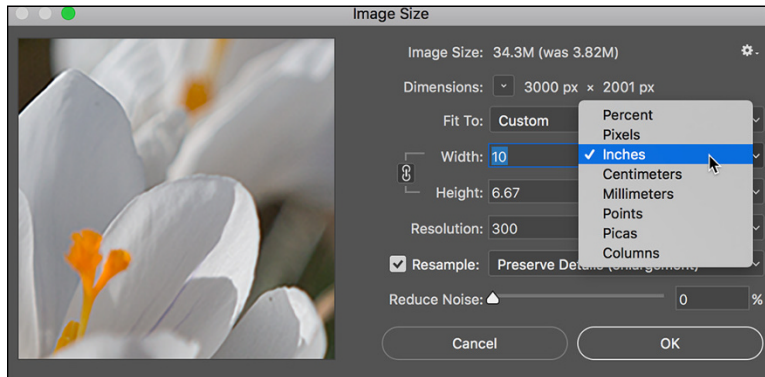 Image Size
Image Size: 34.3M (was 3.82M)
Dimensions: 3000 px × 2001 px
Fit To: Custom
Width: 10
Height: 6.67
Resolution: 300
Resample: Preserve Details (enlargement)
Reduce Noise: 0 %
Cancel OK
Percent
Pixels
✓ Inches
Centimeters
Millimeters
Points
Picas
Columns